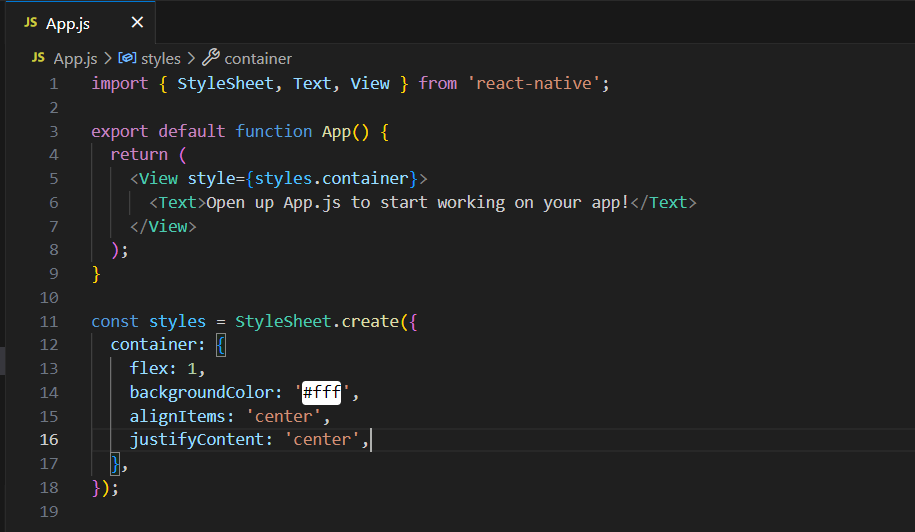 JS App.js ×
JS App.js > styles > container
1 import { StyleSheet, Text, View } from 'react-native';
2
3 export default function App() {
4   return (
5     <View style={styles.container}>
6       <Text>Open up App.js to start working on your app!</Text>
7     </View>
8   );
9 }
10
11 const styles = StyleSheet.create({
12   container: {
13     flex: 1,
14     backgroundColor: '#fff',
15     alignItems: 'center',
16     justifyContent: 'center',
17   },
18 });
19